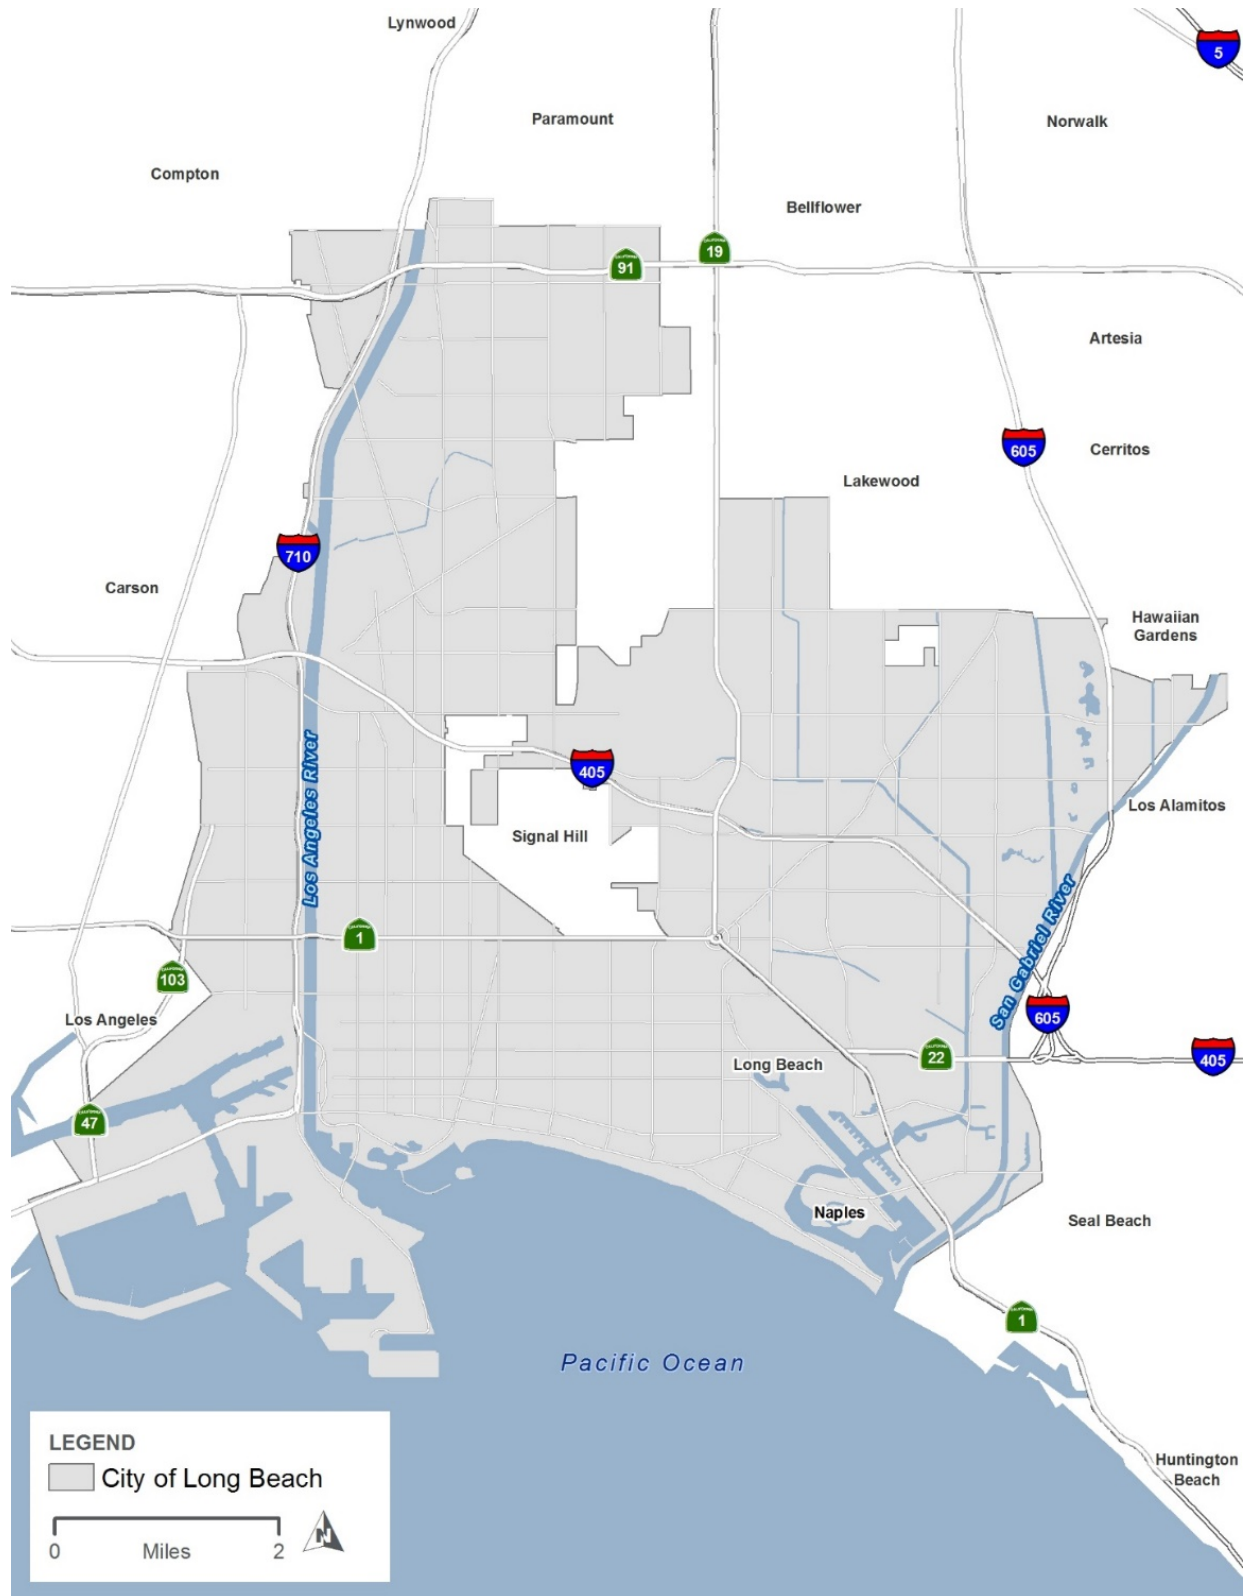 Lynwood
5
Paramount
Norwalk
Compton
Bellflower
19
91
Artesia
605
Cerritos
Lakewood
710
Carson
Hawaiian
Gardens
Los Angeles River
405
Los Alamitos
Signal Hill
San Gabriel River
1
103
Los Angeles
605
22
405
Long Beach
47
Naples
Seal Beach
1
Pacific Ocean
Huntington
Beach
LEGEND
City of Long Beach
0 Miles 2
N